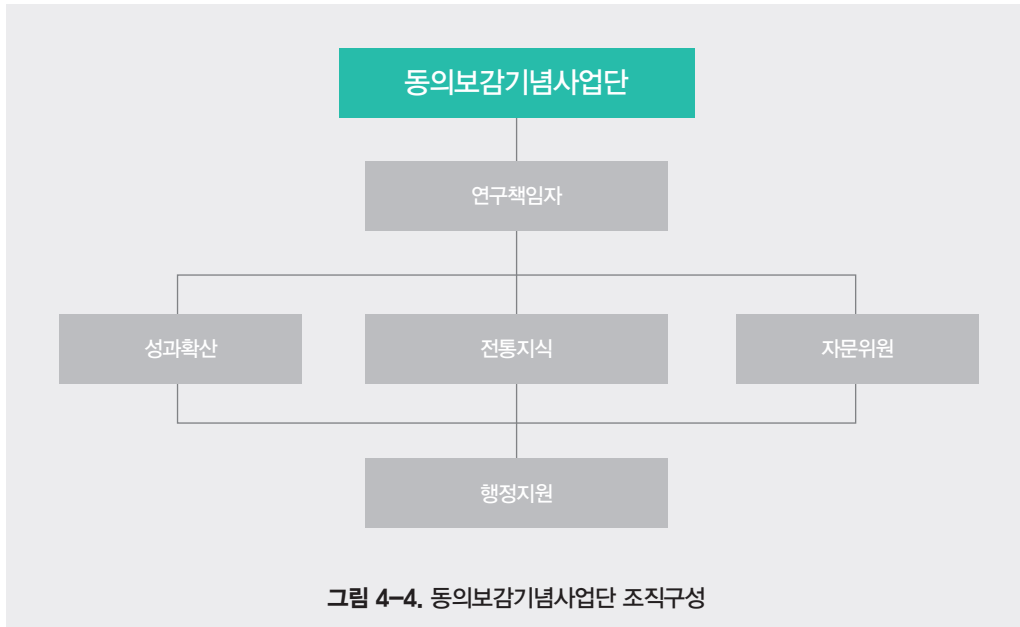 동의보감기념사업단
연구책임자
성과확산
전통지식
자문위원
행정지원
그림 4-4. 동의보감기념사업단 조직구성